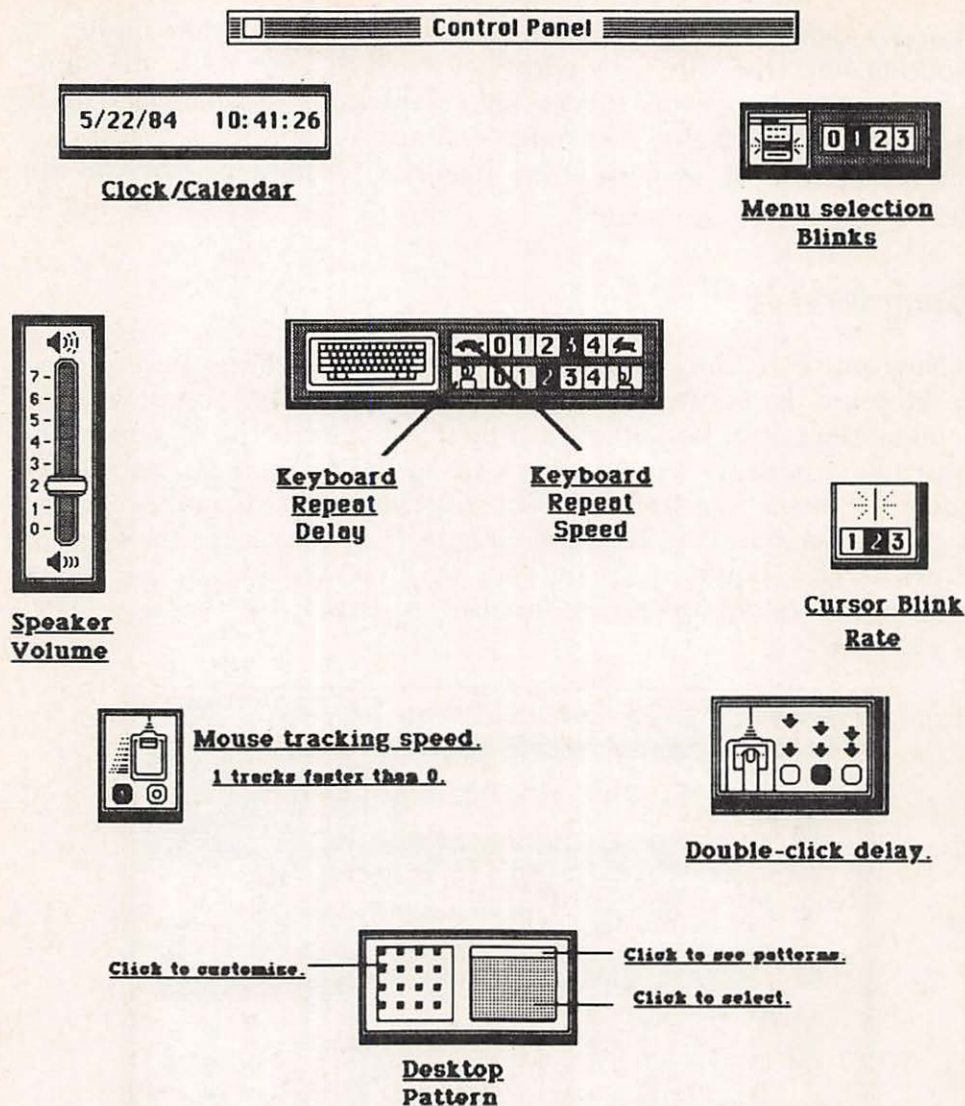 Control Panel
5/22/84 10:41:26
Clock/Calendar
0 1 2 3
Menu selection
Blinks
7-
6-
5-
4-
3-
2-
1-
0-
Speaker
Volume
0 1 2 3 4
0 1 2 3 4
Keyboard
Repeat
Delay
Keyboard
Repeat
Speed
1 2 3
Cursor Blink
Rate
1 0
Mouse tracking speed.
1 tracks faster than 0.
Double-click delay.
Click to customize.
Click to see patterns.
Click to select.
Desktop
Pattern